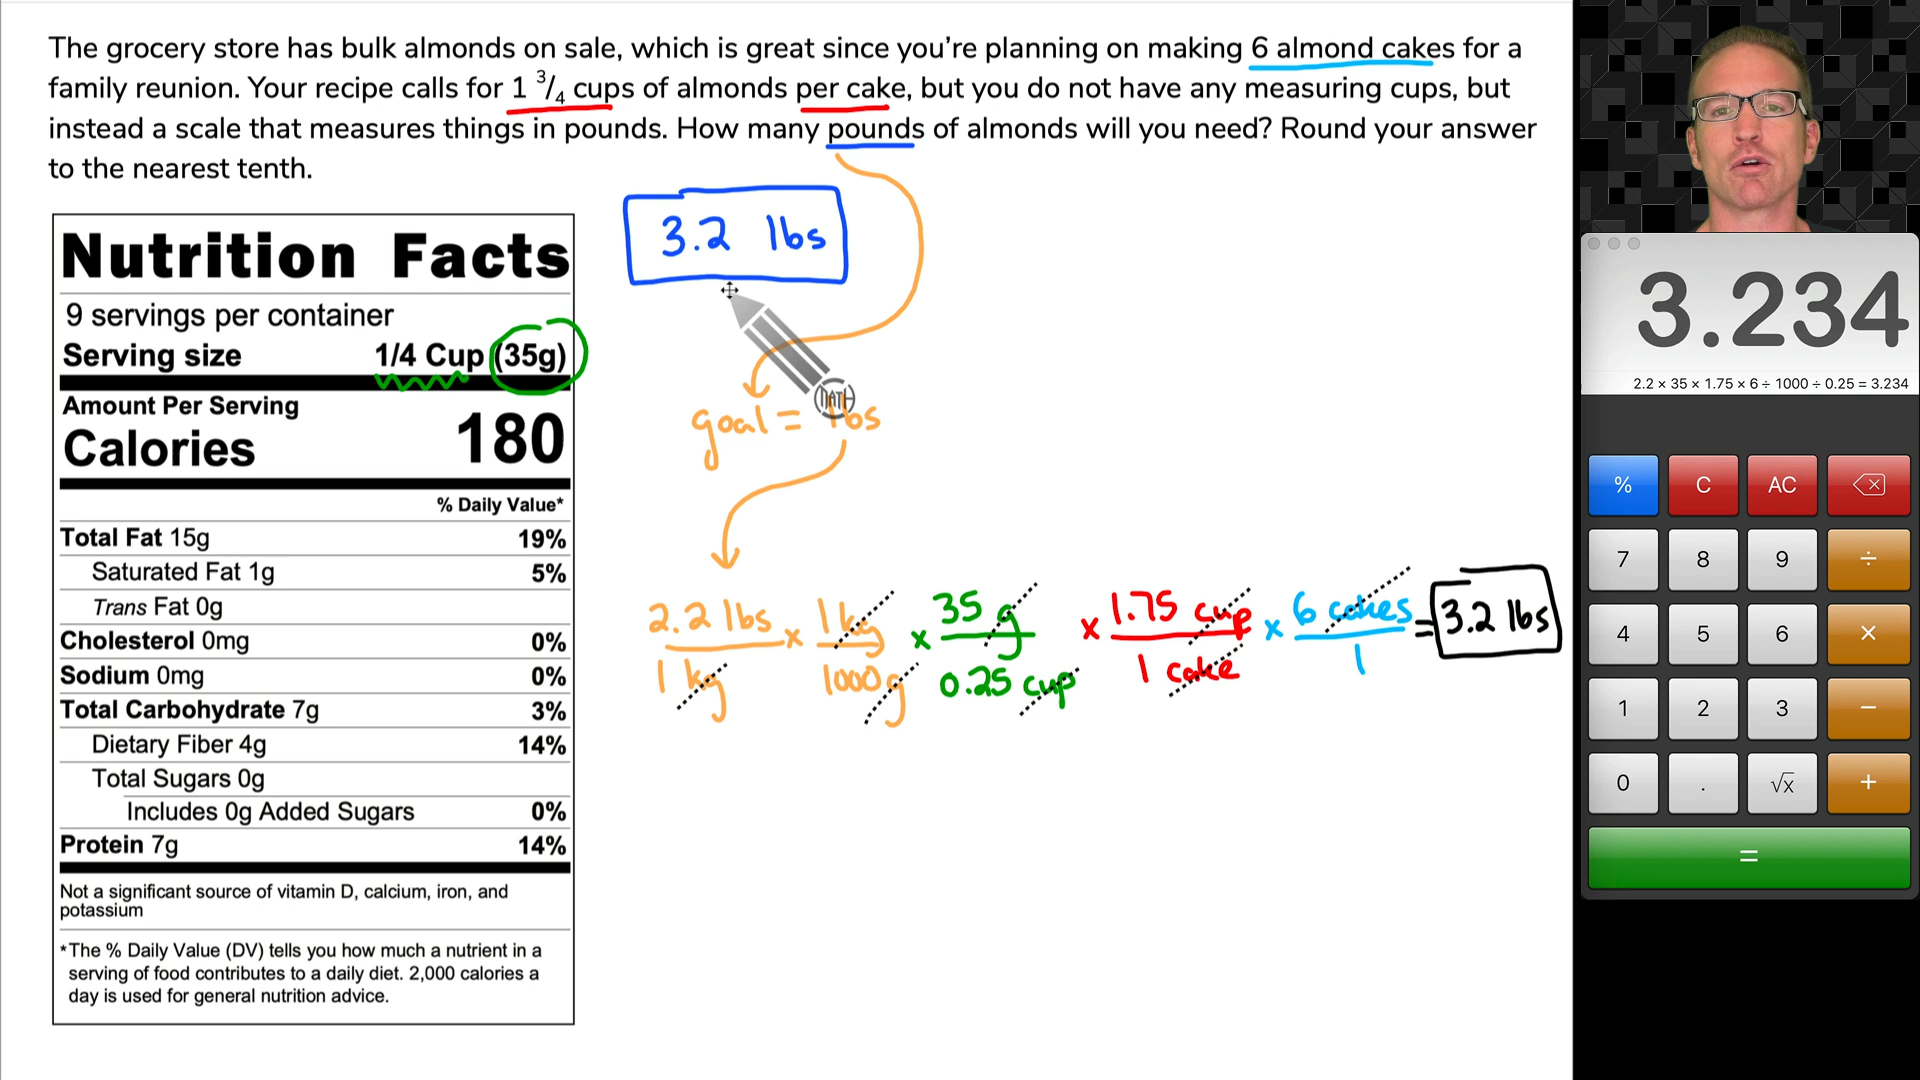 The grocery store has bulk almonds on sale, which is great since you’re planning on making 6 almond cakes for a
family reunion. Your recipe calls for 1 3/4 cups of almonds per cake, but you do not have any measuring cups, but
instead a scale that measures things in pounds. How many pounds of almonds will you need? Round your answer
to the nearest tenth.
3.2 lbs
goal = lbs
2.2 lbs × 1 kg × 35 g × 1.75 cup × 6 cakes = 3.2 lbs
1 kg 1000 g 0.25 cup 1 cake 1
Nutrition Facts
9 servings per container
Serving size 1/4 Cup (35g)
Amount Per Serving
Calories 180
% Daily Value*
Total Fat 15g 19%
Saturated Fat 1g 5%
Trans Fat 0g
Cholesterol 0mg 0%
Sodium 0mg 0%
Total Carbohydrate 7g 3%
Dietary Fiber 4g 14%
Total Sugars 0g
Includes 0g Added Sugars 0%
Protein 7g 14%
Not a significant source of vitamin D, calcium, iron, and
potassium
*The % Daily Value (DV) tells you how much a nutrient in a
serving of food contributes to a daily diet. 2,000 calories a
day is used for general nutrition advice.
MATH
3.234
2.2 × 35 × 1.75 × 6 ÷ 1000 ÷ 0.25 = 3.234
% C AC
7 8 9 ÷
4 5 6 ×
1 2 3 −
0 . √x +
=